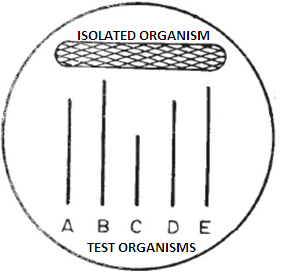 ISOLATED ORGANISM
A B C D E
TEST ORGANISMS